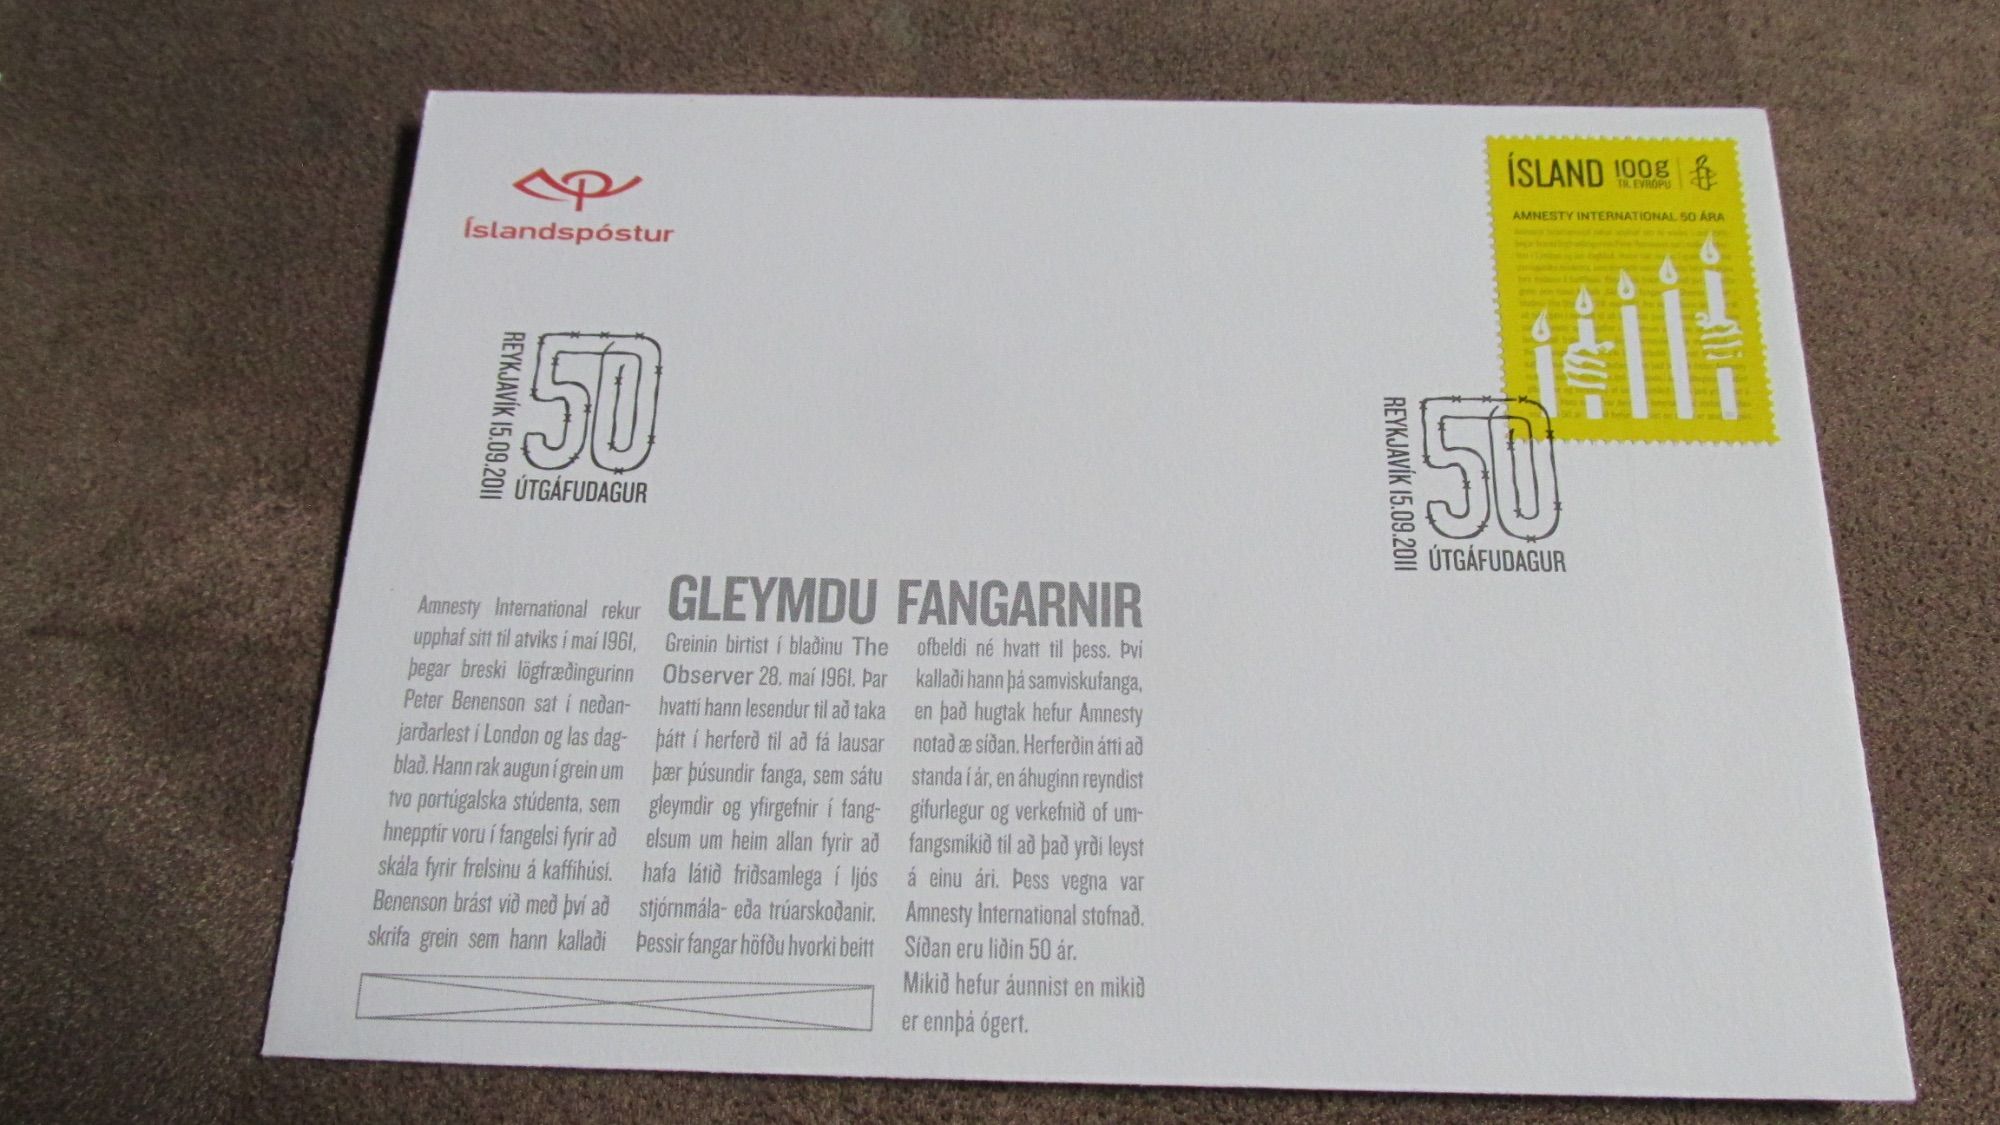 Íslandspóstur
ÍSLAND 100g
TIL EVRÓPU
AMNESTY INTERNATIONAL 50 ÁRA
REYKJAVÍK 15.09.2011
50
ÚTGÁFUDAGUR
REYKJAVÍK 15.09.2011
50
ÚTGÁFUDAGUR
GLEYMDU FANGARNIR
Amnesty International rekur
upphaf sitt til atviks í maí 1961,
þegar breski lögfræðingurinn
Peter Benenson sat í neðan-
jarðarlest í London og las dag-
blað. Hann rak augun í grein um
tvo portúgalska stúdenta, sem
hnepptir voru í fangelsi fyrir að
skála fyrir frelsinu á kaffihúsi.
Benenson brást við með því að
skrifa grein sem hann kallaði
Greinin birtist í blaðinu The
Observer 28. maí 1961. Þar
hvatti hann lesendur til að taka
þátt í herferð til að fá lausar
þær þúsundir fanga, sem sátu
gleymdir og yfirgefnir í fang-
elsum um heim allan fyrir að
hafa látið friðsamlega í ljós
stjórnmála- eða trúarskoðanir.
Þessir fangar höfðu hvorki beitt
ofbeldi né hvatt til þess. Því
kallaði hann þá samviskufanga,
en það hugtak hefur Amnesty
notað æ síðan. Herferðin átti að
standa í ár, en áhuginn reyndist
gífurlegur og verkefnið of um-
fangsmikið til að það yrði leyst
á einu ári. Þess vegna var
Amnesty International stofnað.
Síðan eru liðin 50 ár.
Mikið hefur áunnist en mikið
er ennþá ógert.